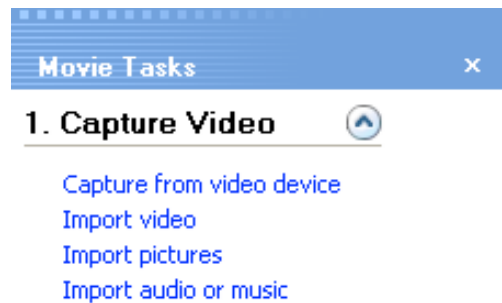 Movie Tasks
1. Capture Video
Capture from video device
Import video
Import pictures
Import audio or music